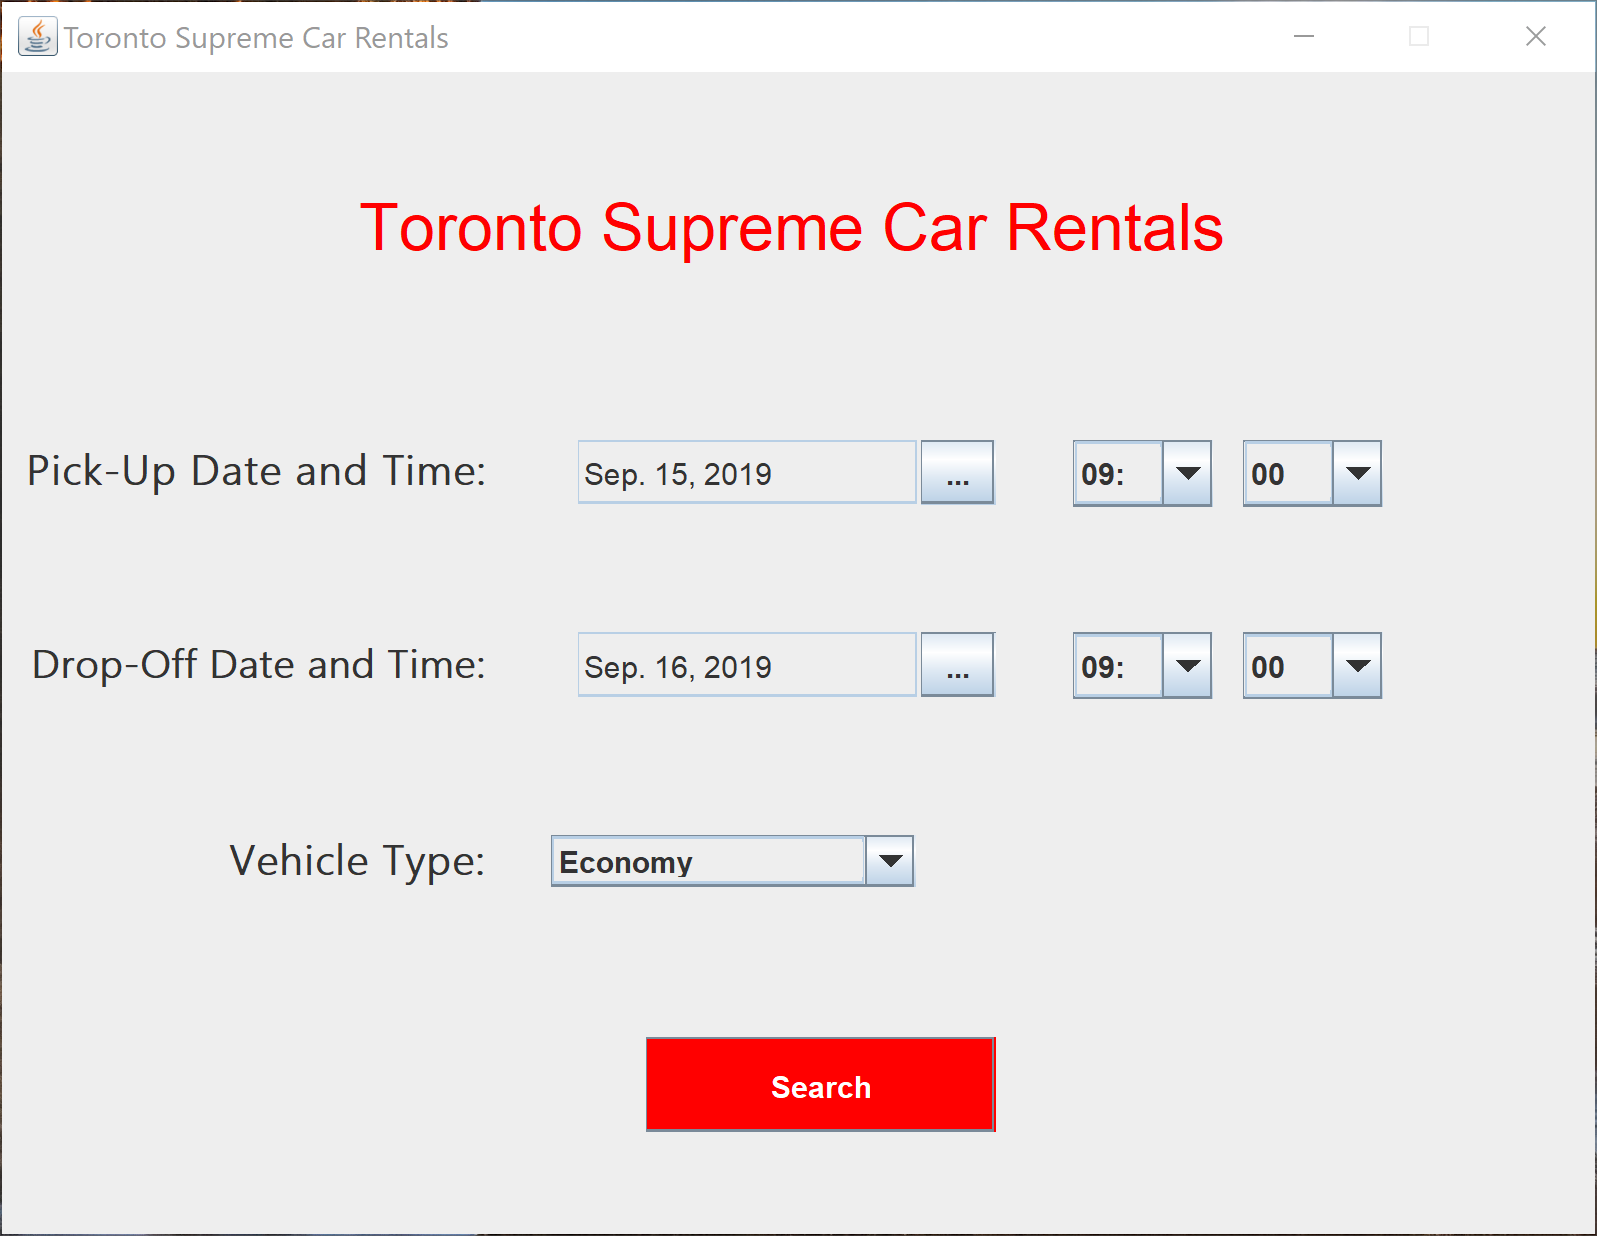 Toronto Supreme Car Rentals
Toronto Supreme Car Rentals
Pick-Up Date and Time: Sep. 15, 2019 ... 09: 00
Drop-Off Date and Time: Sep. 16, 2019 ... 09: 00
Vehicle Type: Economy
Search